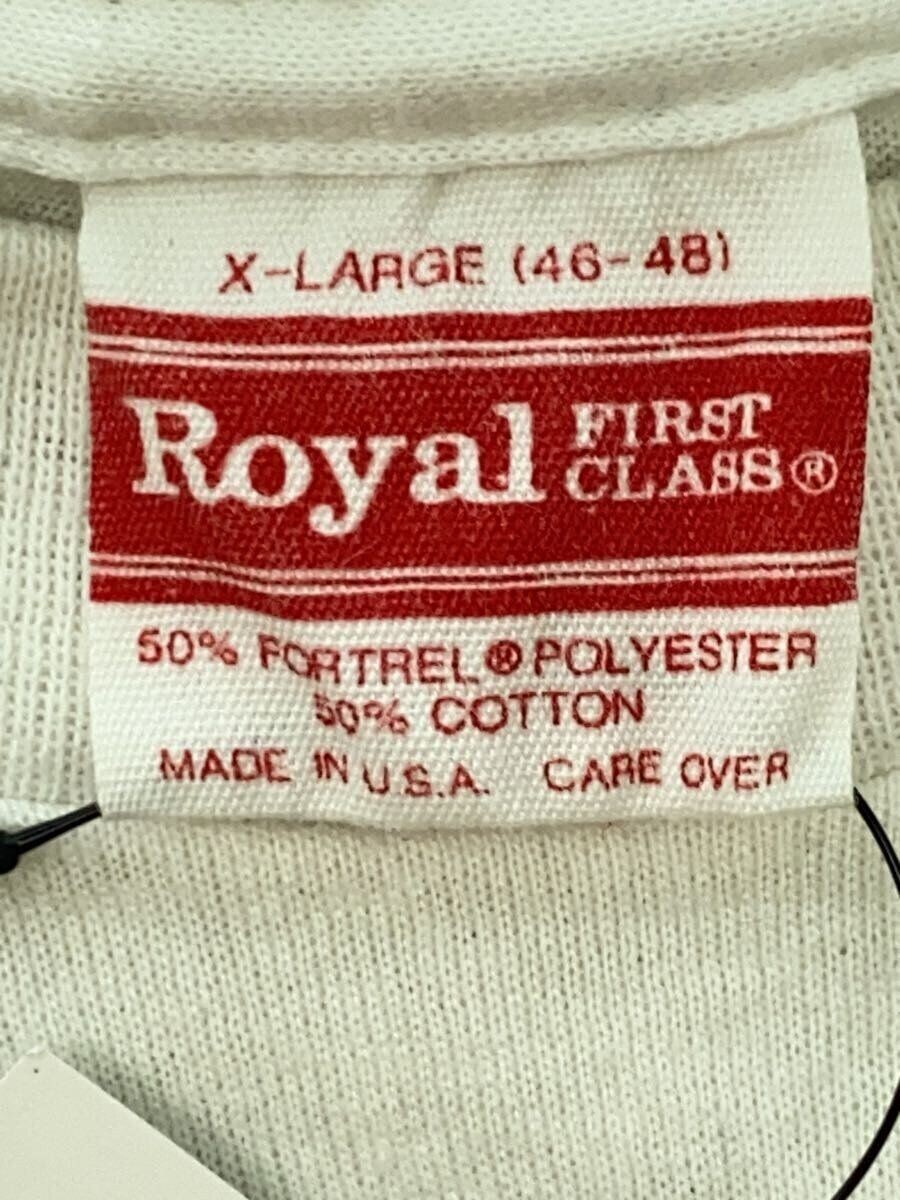 X-LARGE (46-48)
Royal FIRST
CLASS®
50% FORTREL® POLYESTER
50% COTTON
MADE IN U.S.A. CARE OVER